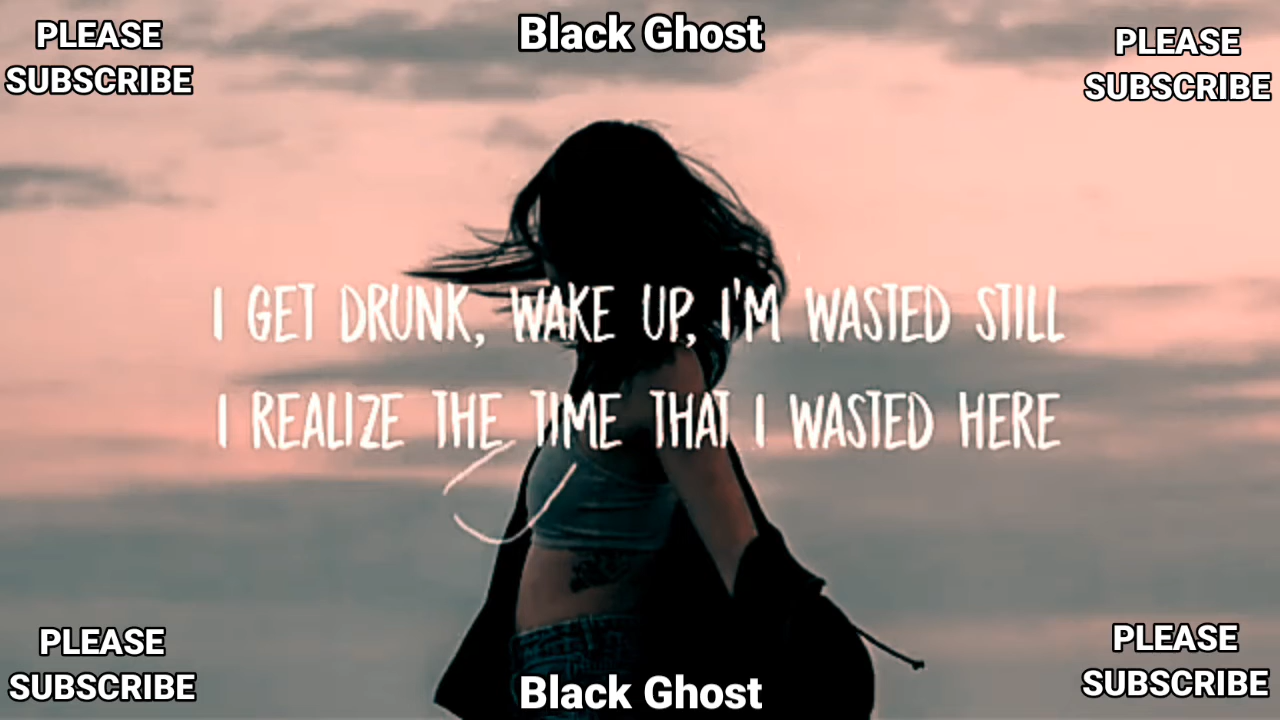 PLEASE
SUBSCRIBE
Black Ghost
PLEASE
SUBSCRIBE
I GET DRUNK, WAKE UP, I'M WASTED STILL
I REALIZE THE TIME THAT I WASTED HERE
PLEASE
SUBSCRIBE
Black Ghost
PLEASE
SUBSCRIBE